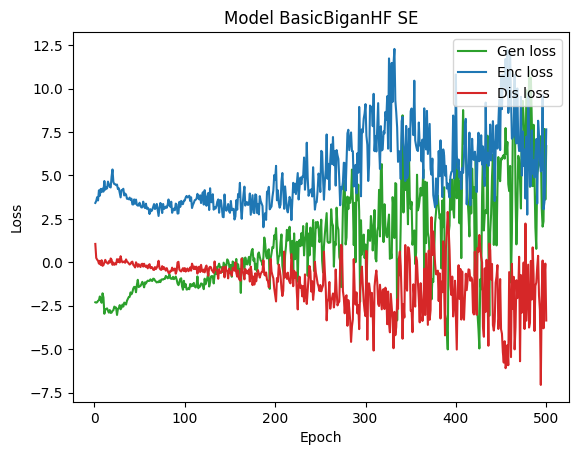 Model BasicBiganHF SE
Gen loss
Enc loss
Dis loss
Loss
12.5
10.0
7.5
5.0
2.5
0.0
−2.5
−5.0
−7.5
0 100 200 300 400 500
Epoch